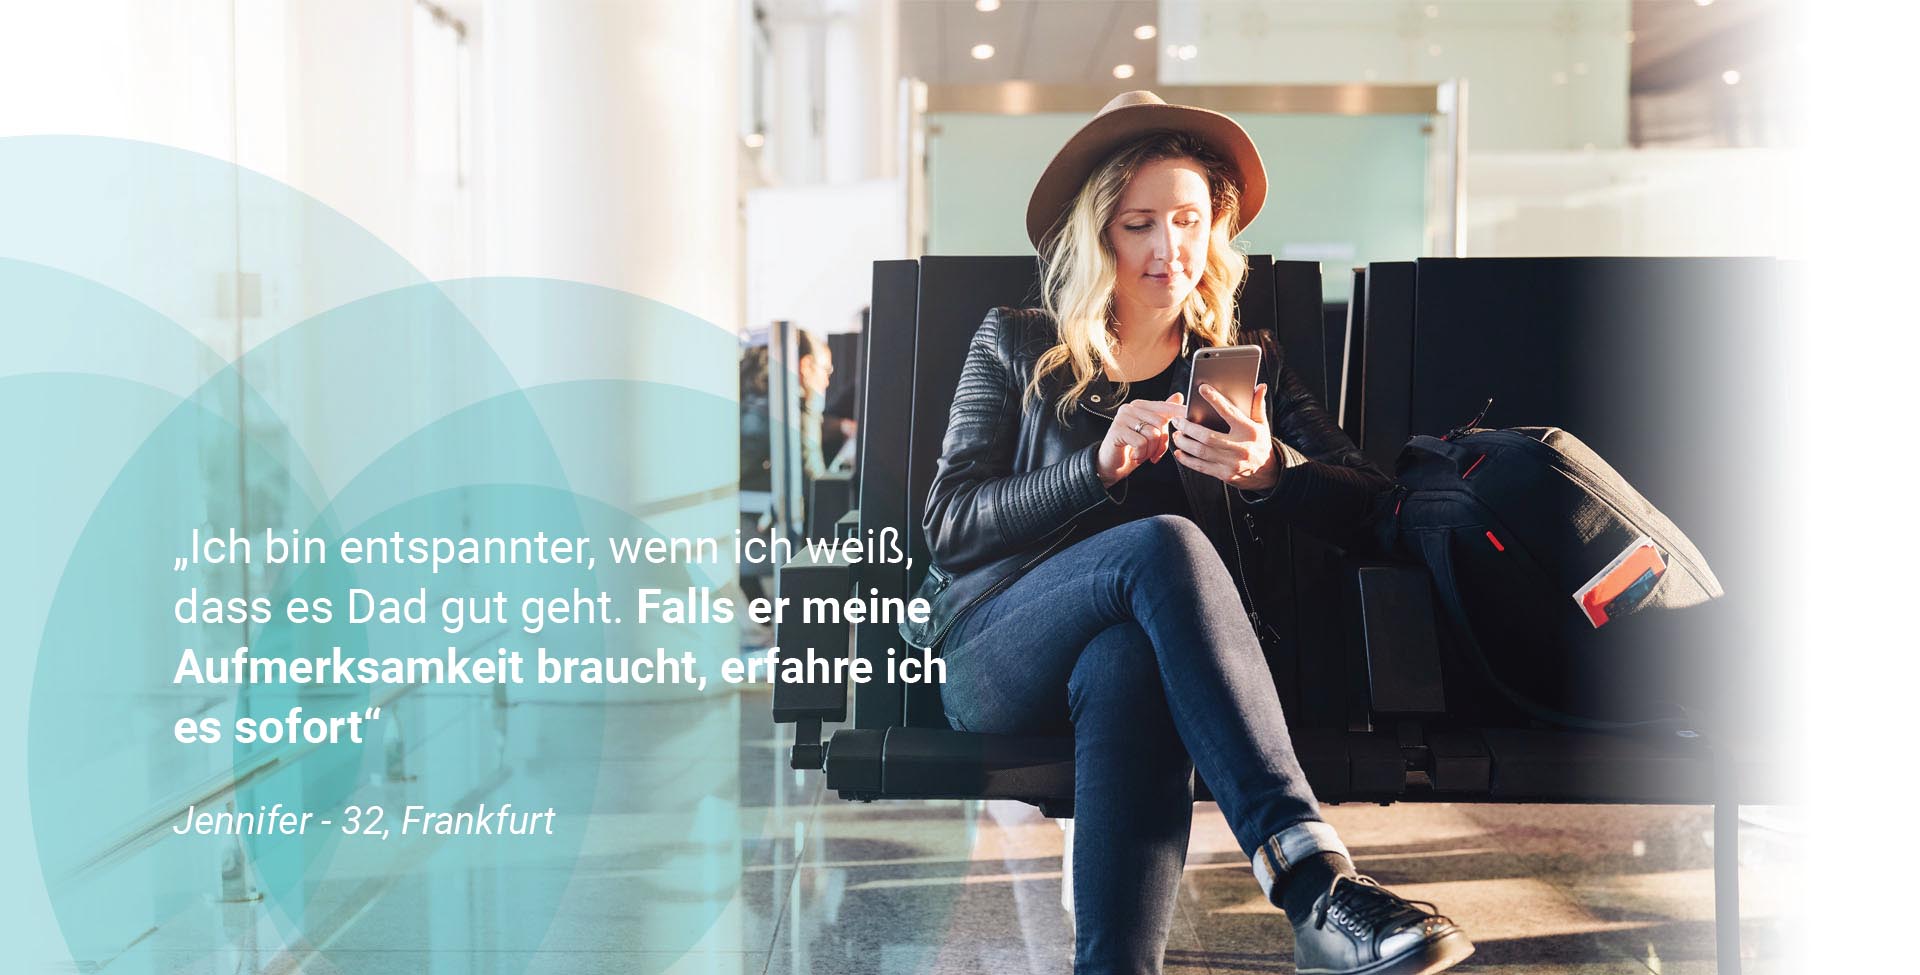 „Ich bin entspannter, wenn ich weiß,
dass es Dad gut geht. Falls er meine
Aufmerksamkeit braucht, erfahre ich
es sofort“
Jennifer - 32, Frankfurt